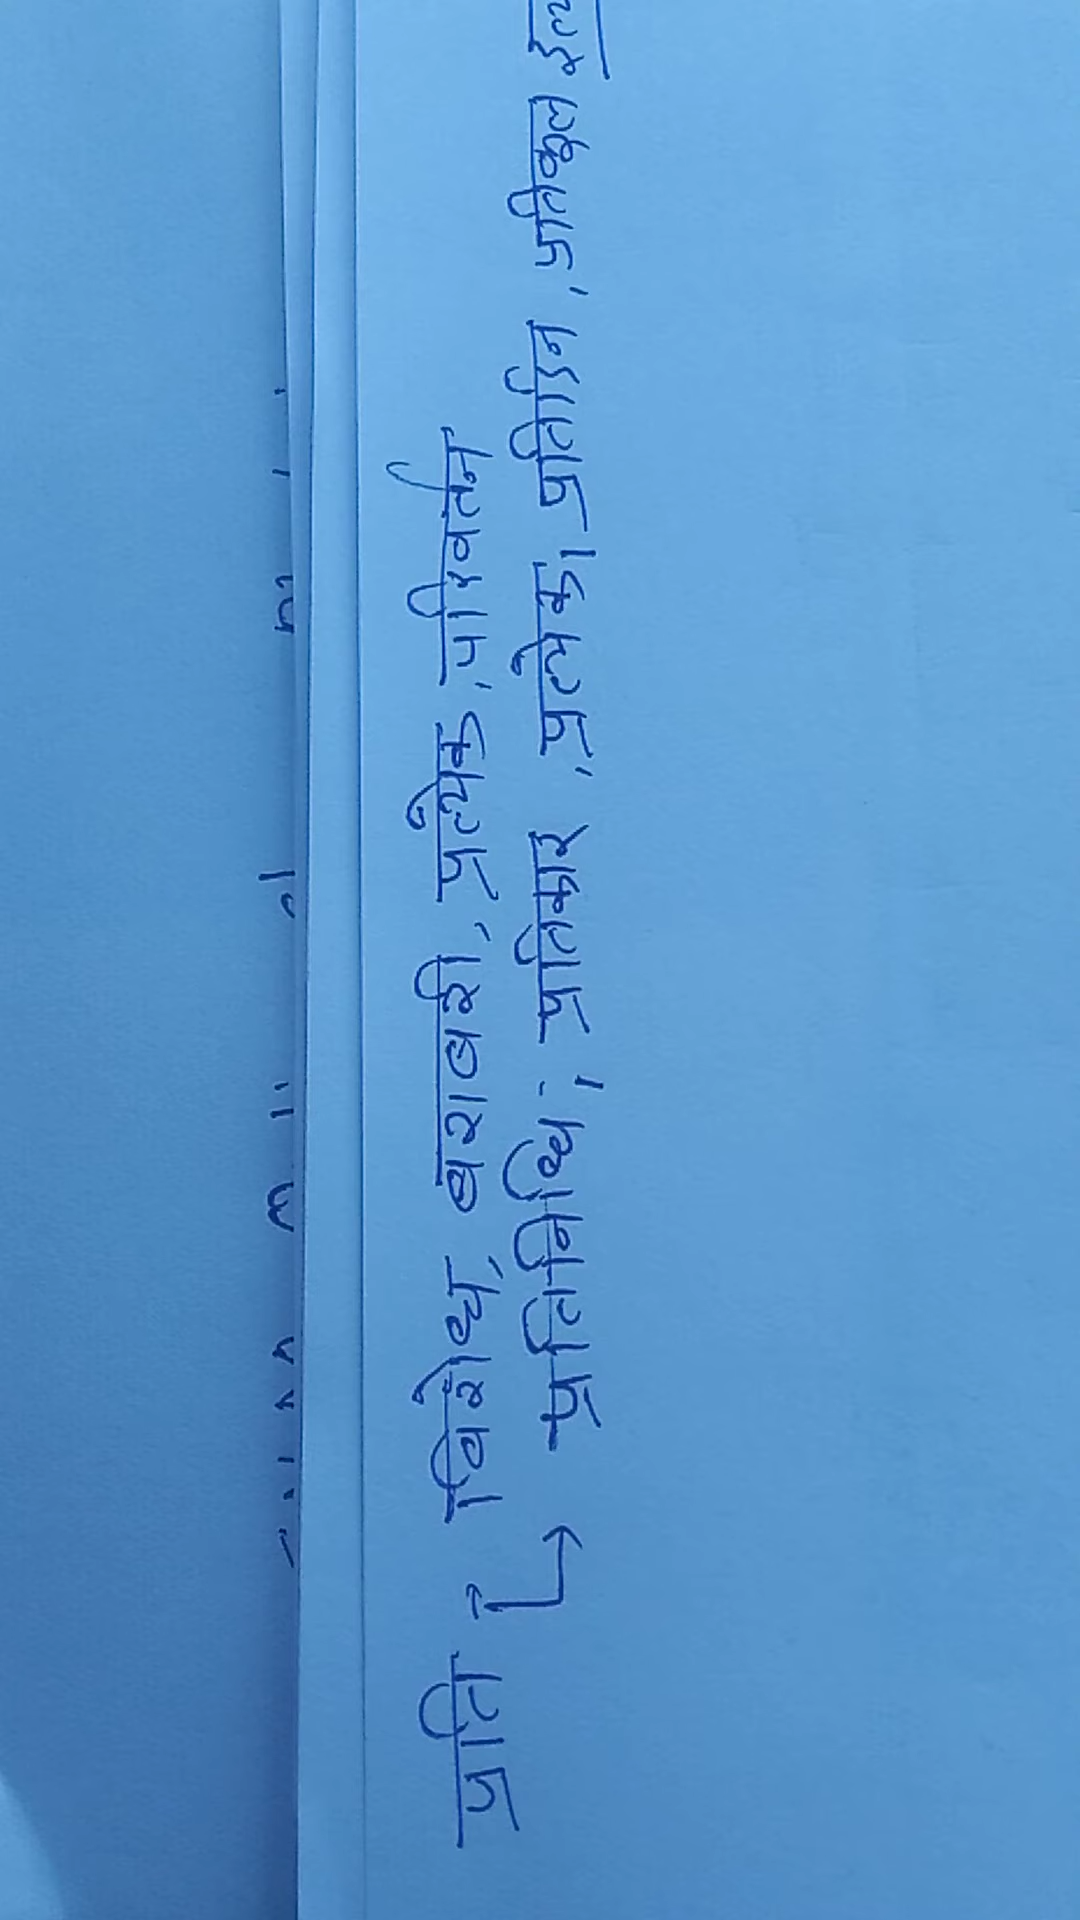 प्रति → विरोध, बराबरी, प्रत्येक, परिवर्तन
↳ प्रतिनिधि, प्रतिकार, प्रत्येक, प्रतिदिन, प्रतिकूल